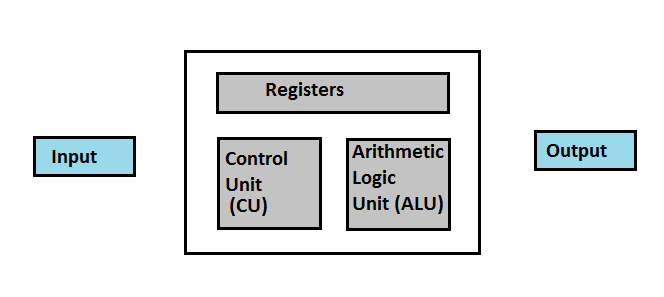 Registers
Input
Control
Unit
(CU)
Arithmetic
Logic
Unit (ALU)
Output